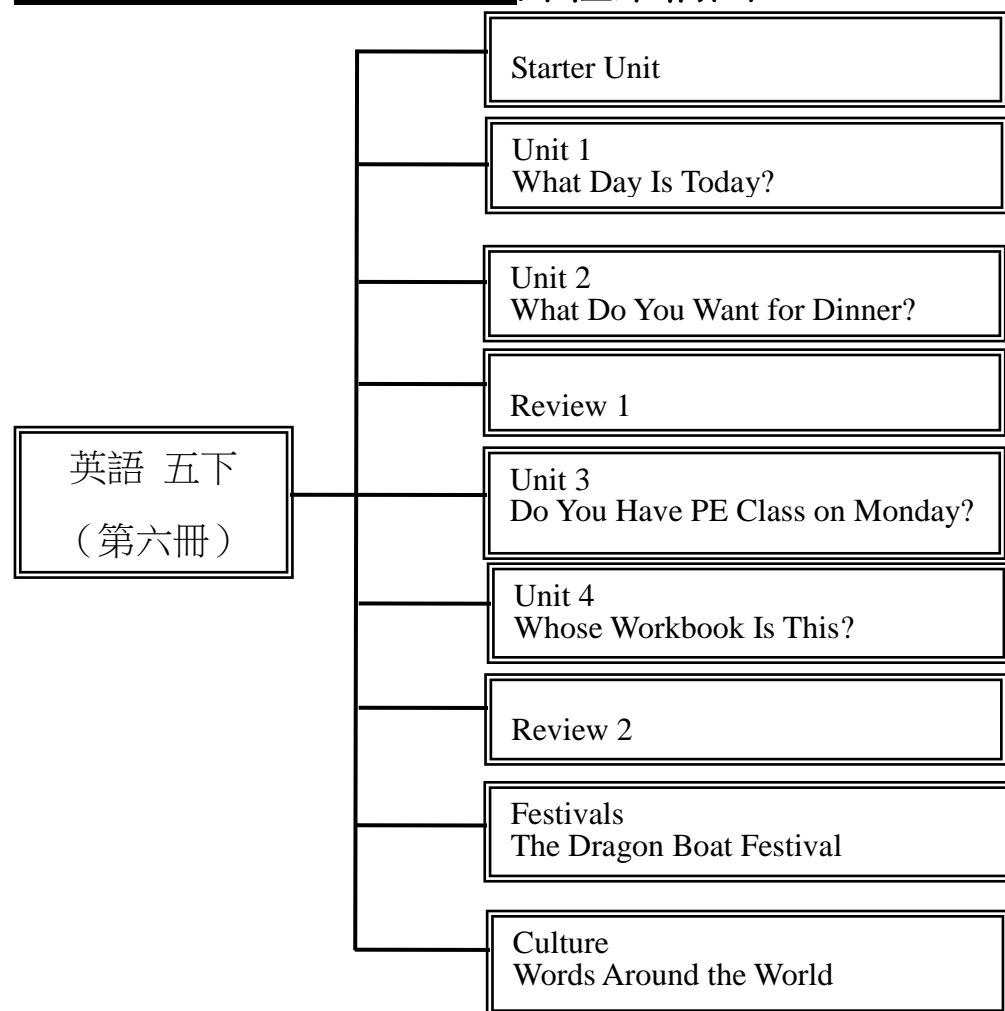 Starter Unit
Unit 1
What Day Is Today?
Unit 2
What Do You Want for Dinner?
Review 1
英語 五下
（第六冊）
Unit 3
Do You Have PE Class on Monday?
Unit 4
Whose Workbook Is This?
Review 2
Festivals
The Dragon Boat Festival
Culture
Words Around the World